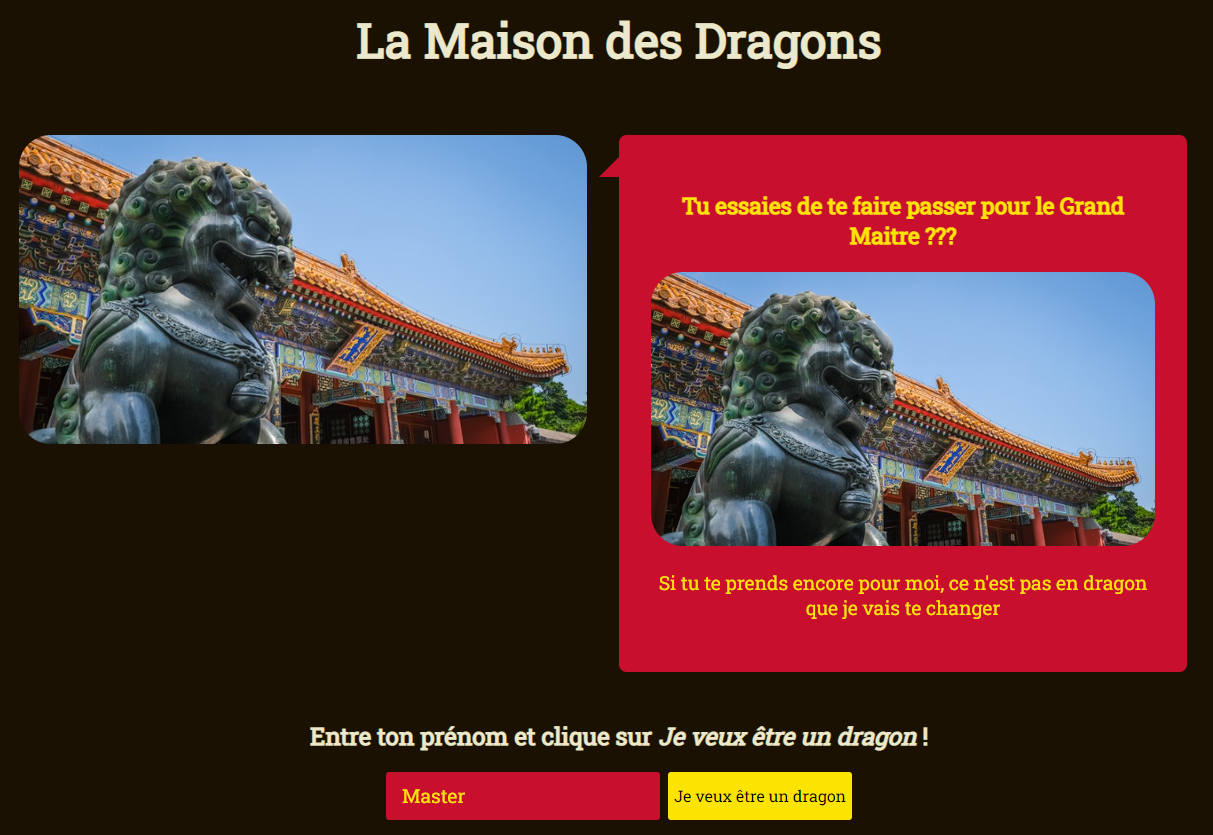 La Maison des Dragons
Tu essaies de te faire passer pour le Grand
Maitre ???
Si tu te prends encore pour moi, ce n'est pas en dragon
que je vais te changer
Entre ton prénom et clique sur Je veux être un dragon !
Master
Je veux être un dragon